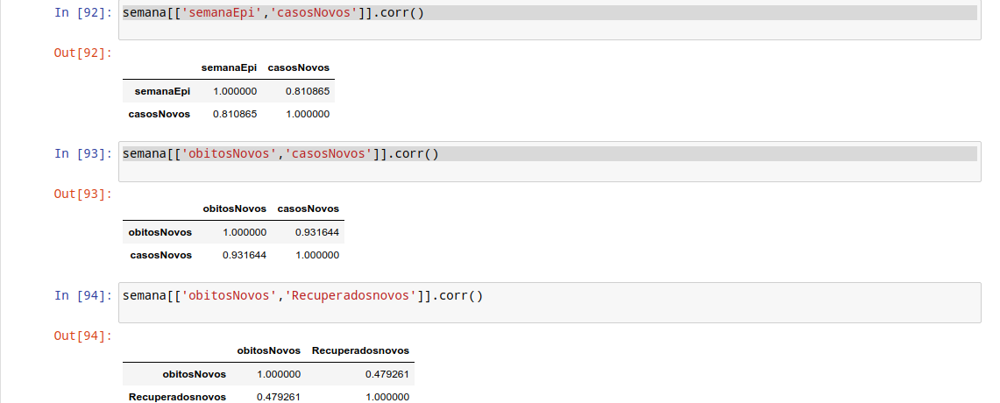 In [92]: semana[['semanaEpi','casosNovos']].corr()
Out[92]:
semanaEpi casosNovos
semanaEpi 1.000000 0.810865
casosNovos 0.810865 1.000000
In [93]: semana[['obitosNovos','casosNovos']].corr()
Out[93]:
obitosNovos casosNovos
obitosNovos 1.000000 0.931644
casosNovos 0.931644 1.000000
In [94]: semana[['obitosNovos','Recuperadosnovos']].corr()
Out[94]:
obitosNovos Recuperadosnovos
obitosNovos 1.000000 0.479261
Recuperadosnovos 0.479261 1.000000